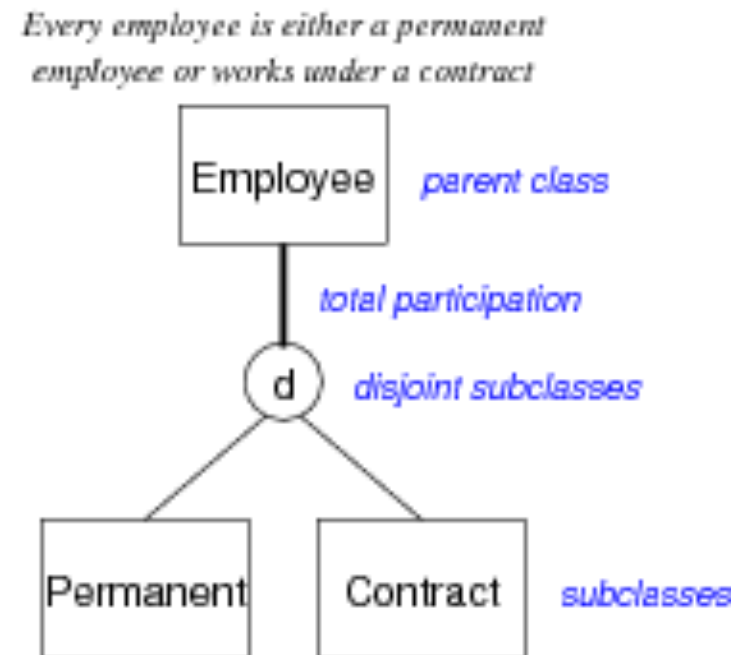 Every employee is either a permanent
employee or works under a contract
Employee
parent class
total participation
d
disjoint subclasses
Permanent
Contract
subclasses